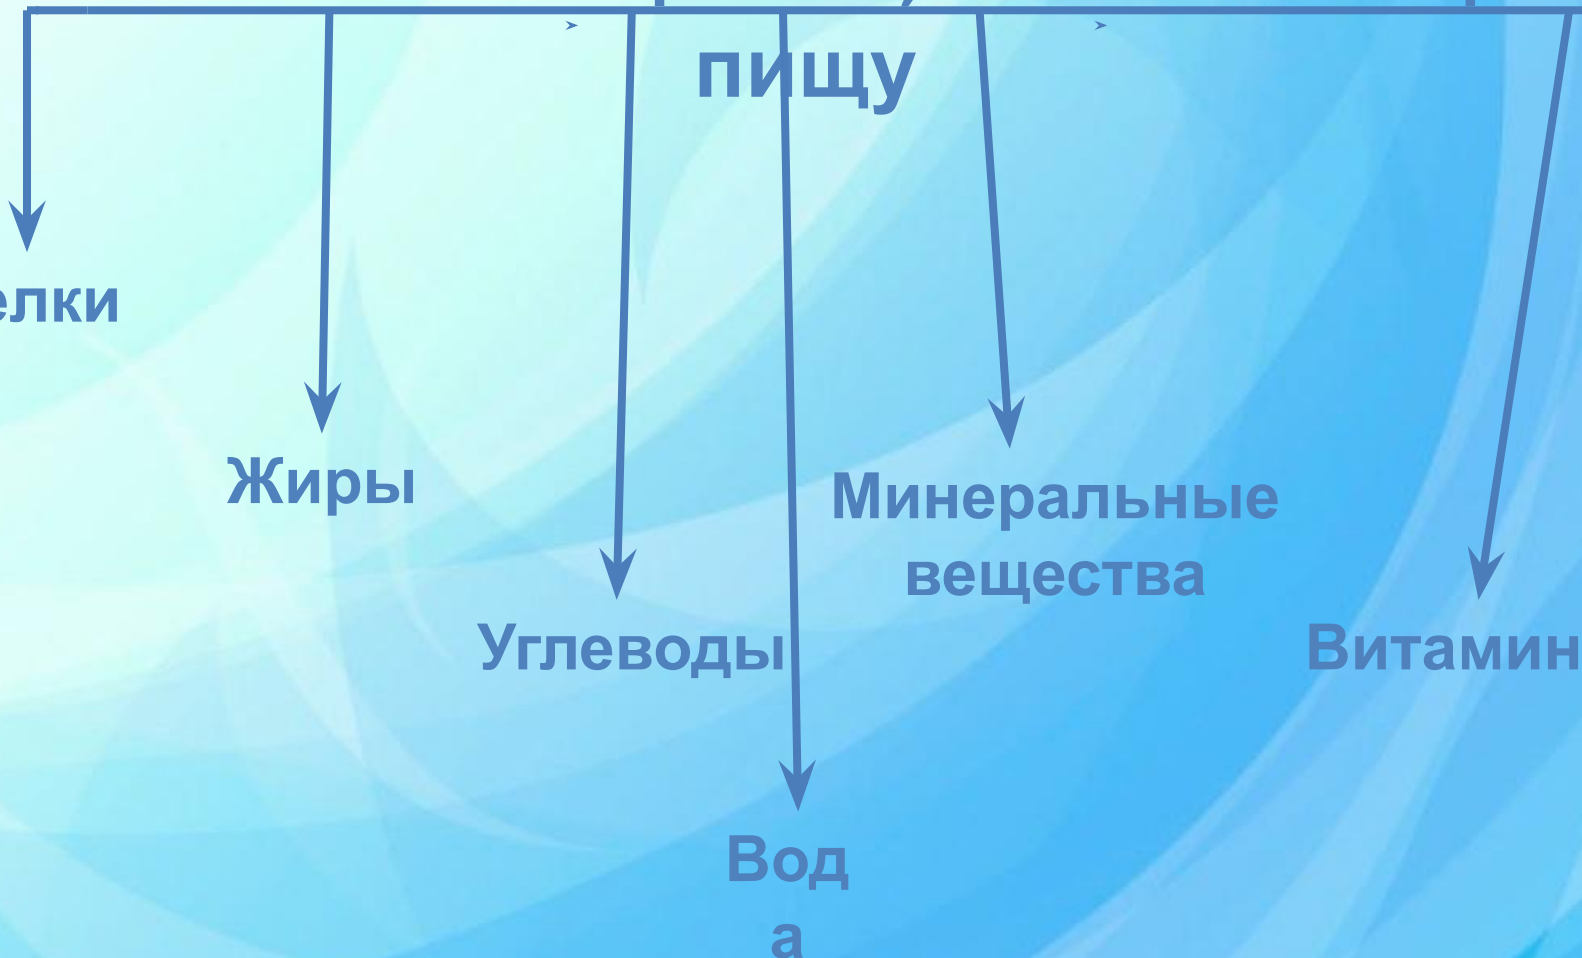 пищу
елки
Жиры
Минеральные
вещества
Углеводы
Витамин
Вод
а